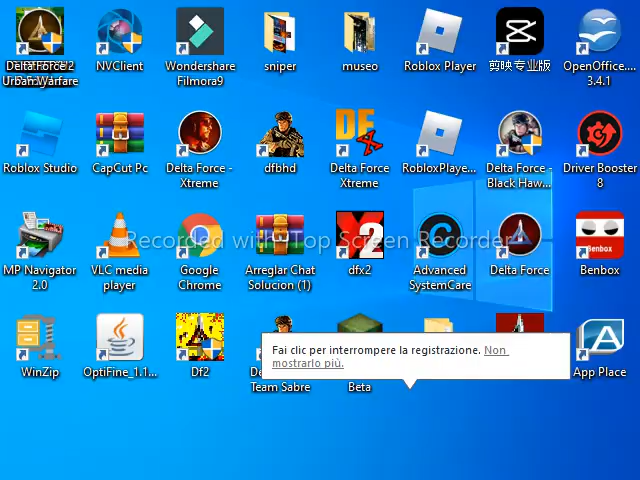 Delta Force 2
Urban Warfare
NVClient
Wondershare
Filmora9
sniper
museo
Roblox Player
剪映专业版
OpenOffice....
3.4.1
Roblox Studio
CapCut Pc
Delta Force -
Xtreme
dfbhd
Delta Force
Xtreme
RobloxPlaye...
Delta Force -
Black Haw...
Driver Booster
8
Recorded with Top Screen Recorder
MP Navigator
2.0
VLC media
player
Google
Chrome
Arreglar Chat
Solucion (1)
dfx2
Advanced
SystemCare
Delta Force
Benbox
Benbox
WinZip
OptiFine_1.1...
Df2
Team Sabre
Beta
App Place
Fai clic per interrompere la registrazione. Non
mostrarlo più.